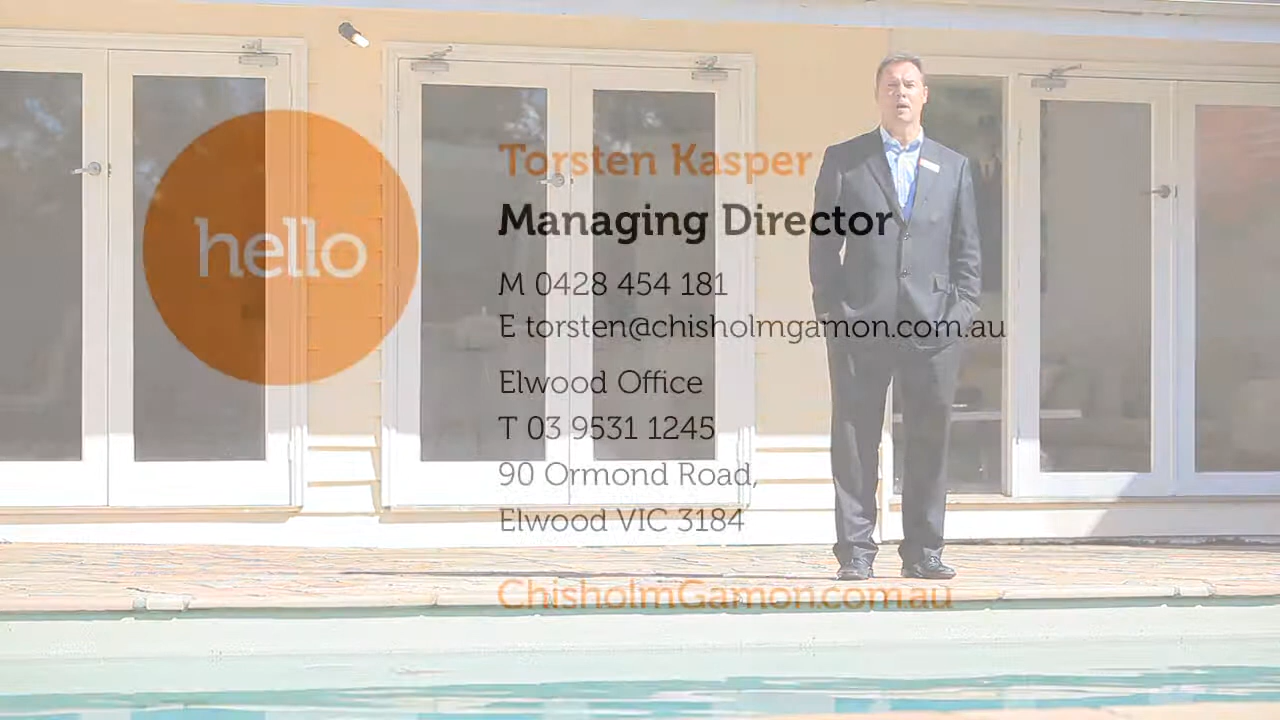 hello
Torsten Kasper
Managing Director
M 0428 454 181
E torsten@chisholmgamon.com.au
Elwood Office
T 03 9531 1245
90 Ormond Road,
Elwood VIC 3184
ChisholmGamon.com.au